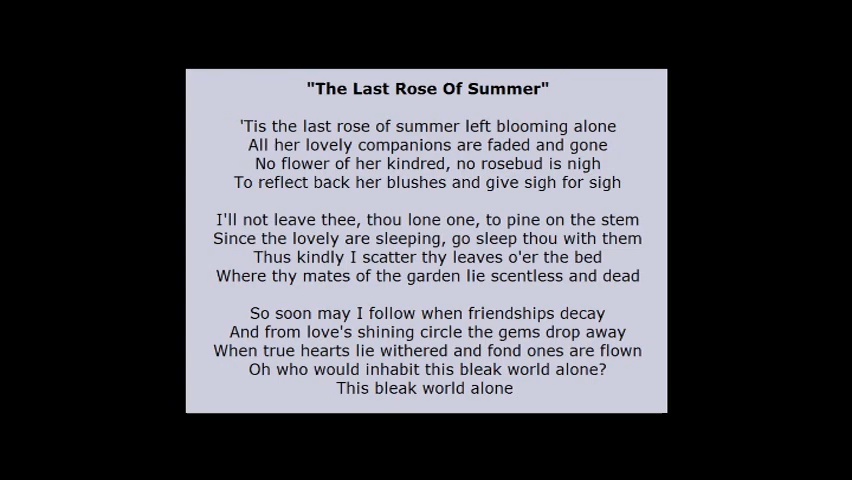 "The Last Rose Of Summer"
'Tis the last rose of summer left blooming alone
All her lovely companions are faded and gone
No flower of her kindred, no rosebud is nigh
To reflect back her blushes and give sigh for sigh
I'll not leave thee, thou lone one, to pine on the stem
Since the lovely are sleeping, go sleep thou with them
Thus kindly I scatter thy leaves o'er the bed
Where thy mates of the garden lie scentless and dead
So soon may I follow when friendships decay
And from love's shining circle the gems drop away
When true hearts lie withered and fond ones are flown
Oh who would inhabit this bleak world alone?
This bleak world alone